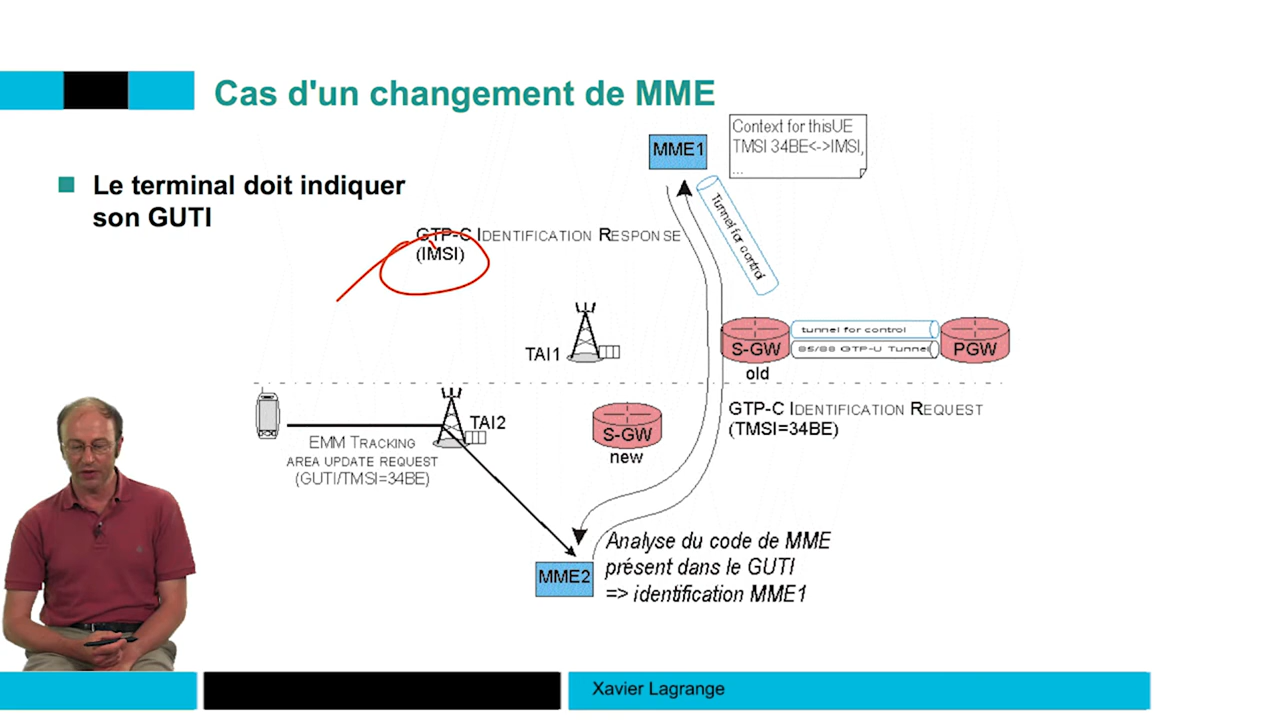 Cas d'un changement de MME
Le terminal doit indiquer
son GUTI
MME1
Context for thisUE
TMSI 34BE<->IMSI,
...
Tunnel for control
GTP-C IDENTIFICATION RESPONSE
(IMSI)
TAI1
S-GW
old
tunnel for control
85/88 GTP-U Tunnel
PGW
TAI2
EMM TRACKING
AREA UPDATE REQUEST
(GUTI/TMSI=34BE)
S-GW
new
GTP-C IDENTIFICATION REQUEST
(TMSI=34BE)
MME2
Analyse du code de MME
présent dans le GUTI
=> identification MME1
Xavier Lagrange